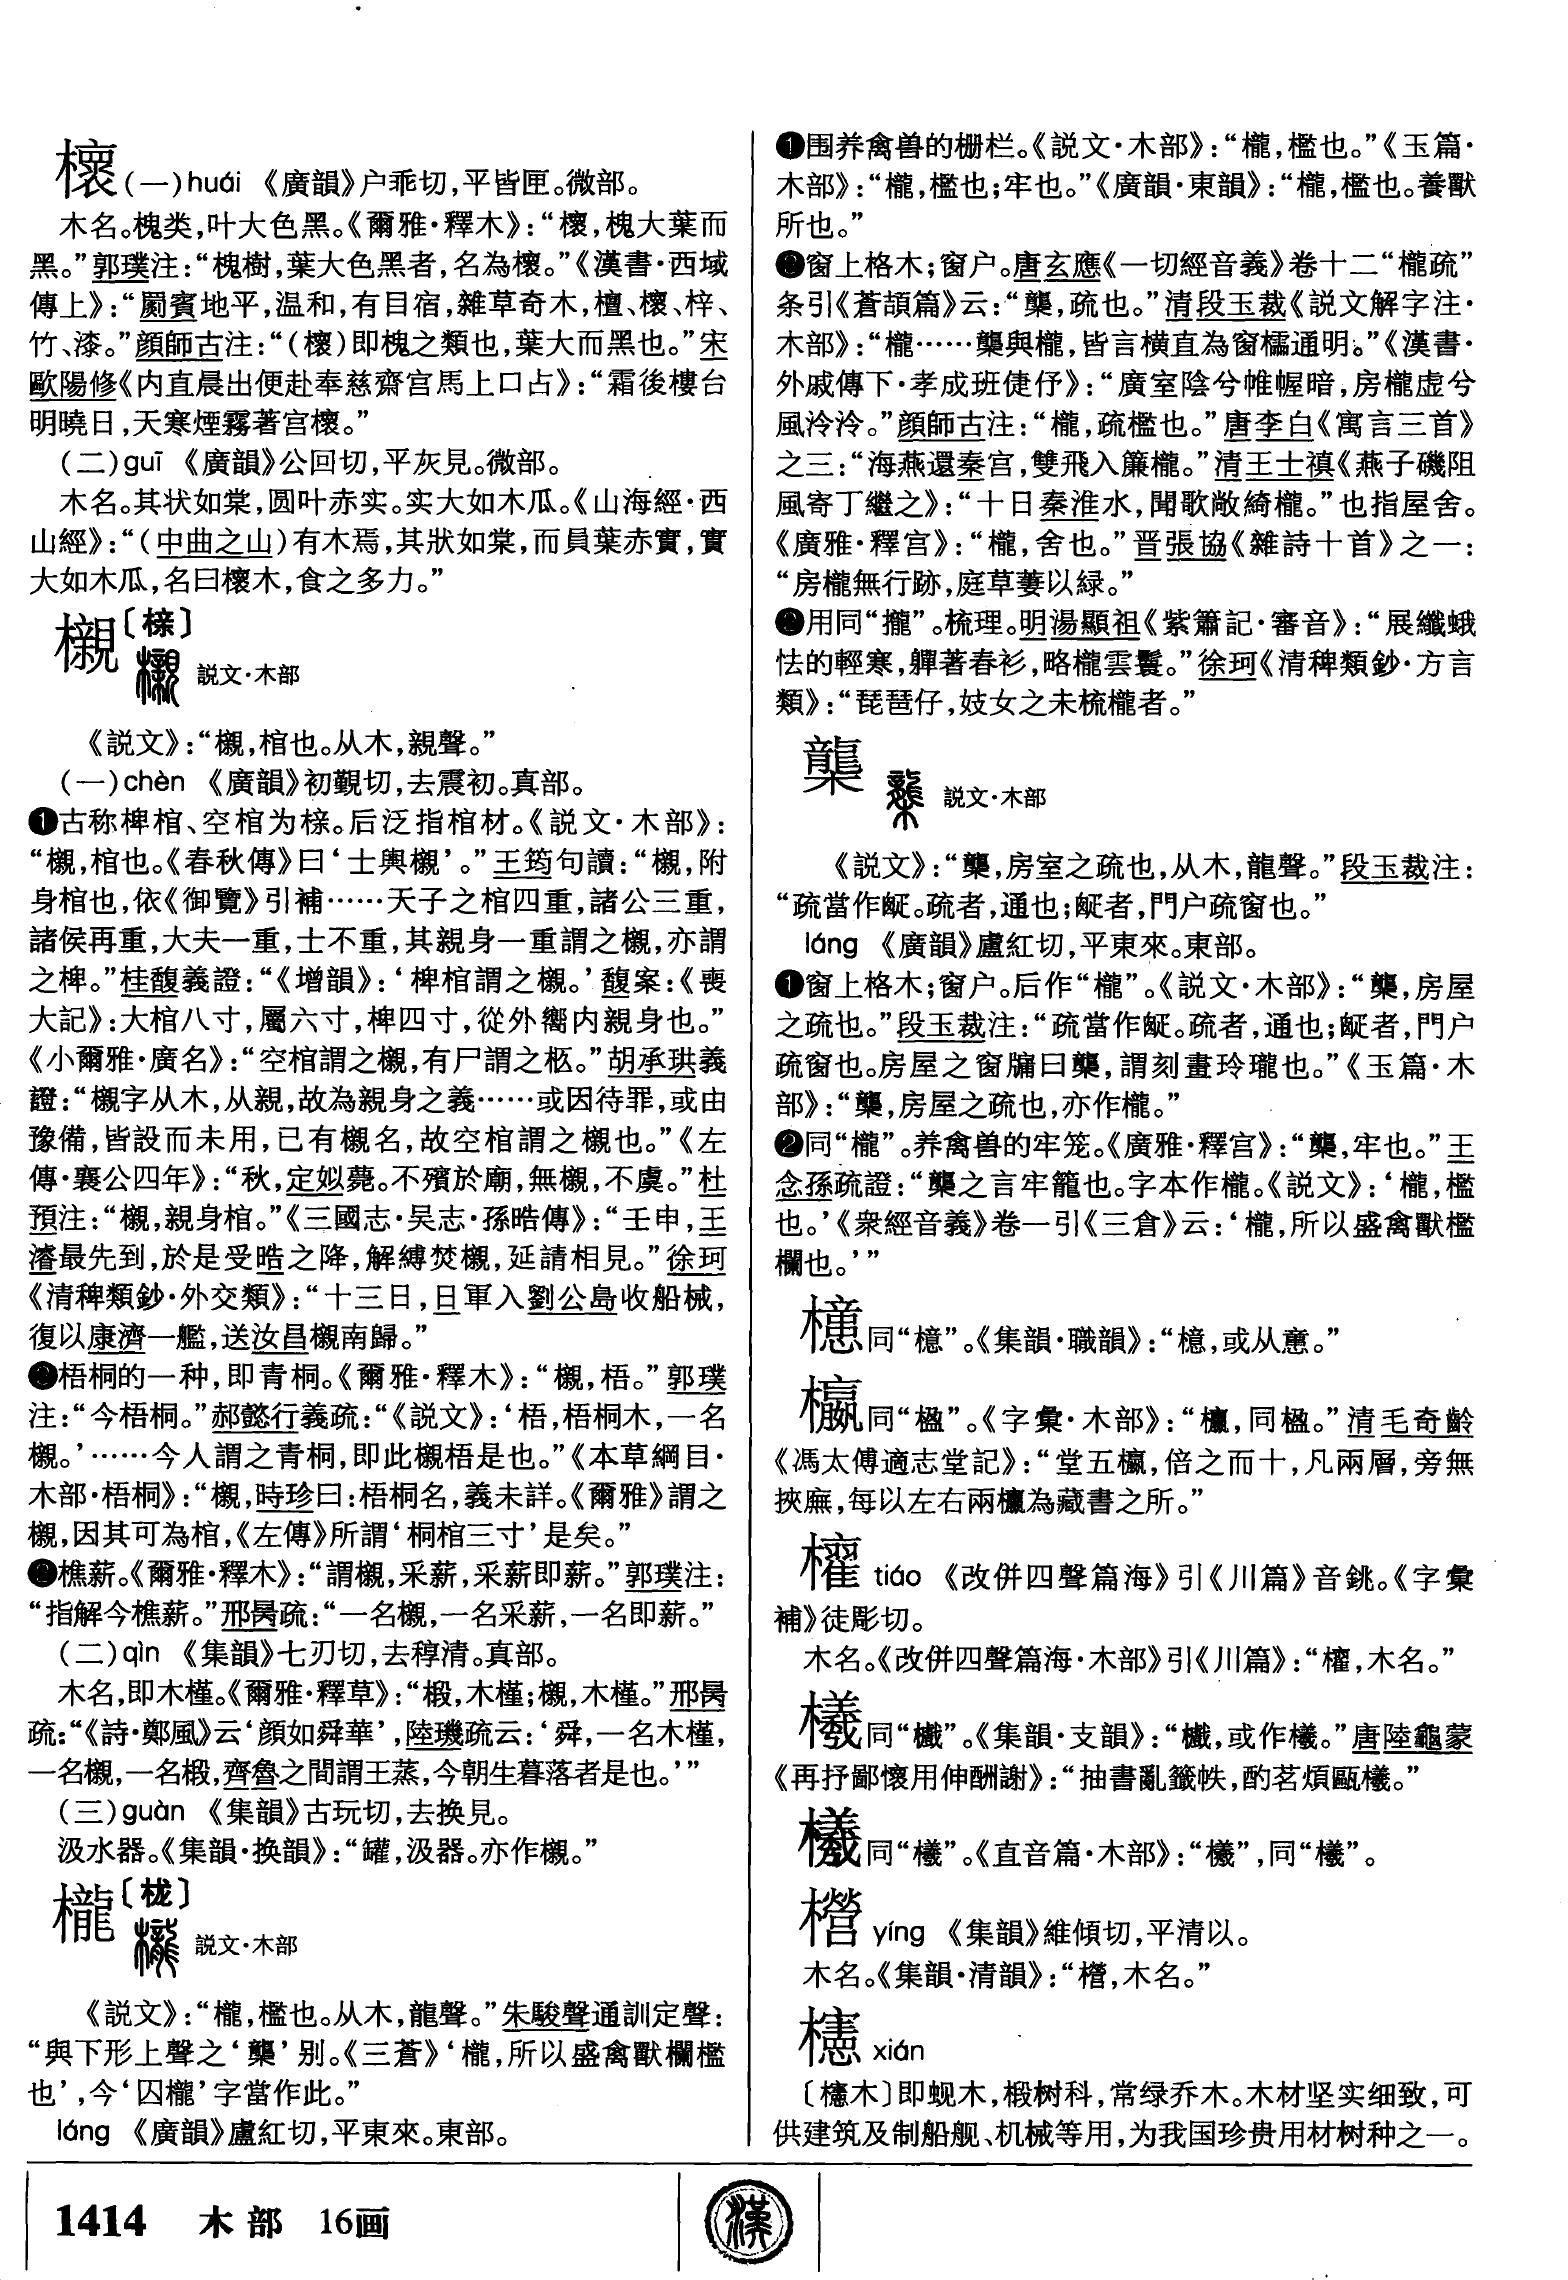 櫰(一)huái 《廣韻》户乖切,平皆匣。微部。
木名。槐类,叶大色黑。《爾雅·釋木》:“櫰,槐大葉而
黑。”郭璞注:“槐樹,葉大色黑者,名為櫰。”《漢書·西域
傳上》:“罽賓地平,温和,有目宿,雜草奇木,檀、櫰、梓、
竹、漆。”顔師古注:“(櫰)即槐之類也,葉大而黑也。”宋
歐陽修《内直晨出便赴奉慈齋宫馬上口占》:“霜後樓台
明曉日,天寒煙霧著宫櫰。”
(二)guī 《廣韻》公回切,平灰見。微部。
木名。其状如棠,圆叶赤实。实大如木瓜。《山海經·西
山經》:“(中曲之山)有木焉,其狀如棠,而員葉赤實,實
大如木瓜,名曰櫰木,食之多力。”
櫬〔榇〕
説文·木部
《説文》:“櫬,棺也。从木,親聲。”
(一)chèn 《廣韻》初覲切,去震初。真部。
❶古称椑棺、空棺为榇。后泛指棺材。《説文·木部》:
“櫬,棺也。《春秋傳》曰‘士輿櫬’。”王筠句讀:“櫬,附
身棺也,依《御覽》引補……天子之棺四重,諸公三重,
諸侯再重,大夫一重,士不重,其親身一重謂之櫬,亦謂
之椑。”桂馥義證:“《增韻》:‘椑棺謂之櫬。’馥案:《喪
大記》:大棺八寸,屬六寸,椑四寸,從外嚮内親身也。”
《小爾雅·廣名》:“空棺謂之櫬,有尸謂之柩。”胡承珙義
證:“櫬字从木,从親,故為親身之義……或因待罪,或由
豫備,皆設而未用,已有櫬名,故空棺謂之櫬也。”《左
傳·襄公四年》:“秋,定姒薨。不殯於廟,無櫬,不虞。”杜
預注:“櫬,親身棺。”《三國志·吴志·孫晧傳》:“壬申,王
濬最先到,於是受晧之降,解縛焚櫬,延請相見。”徐珂
《清稗類鈔·外交類》:“十三日,日軍入劉公島收船械,
復以康濟一艦,送汝昌櫬南歸。”
❷梧桐的一种,即青桐。《爾雅·釋木》:“櫬,梧。”郭璞
注:“今梧桐。”郝懿行義疏:“《説文》:‘梧,梧桐木,一名
櫬。’……今人謂之青桐,即此櫬梧是也。”《本草綱目·
木部·梧桐》:“櫬,時珍曰:梧桐名,義未詳。《爾雅》謂之
櫬,因其可為棺,《左傳》所謂‘桐棺三寸’是矣。”
❸樵薪。《爾雅·釋木》:“謂櫬,采薪,采薪即薪。”郭璞注:
“指解今樵薪。”邢昺疏:“一名櫬,一名采薪,一名即薪。”
(二)qìn 《集韻》七刃切,去稕清。真部。
木名,即木槿。《爾雅·釋草》:“椴,木槿;櫬,木槿。”邢昺
疏:“《詩·鄭風》云‘顔如舜華’,陸璣疏云:‘舜,一名木槿,
一名櫬,一名椴,齊魯之間謂王蒸,今朝生暮落者是也。’”
(三)guàn 《集韻》古玩切,去换見。
汲水器。《集韻·换韻》:“罐,汲器。亦作櫬。”
櫳〔栊〕
説文·木部
《説文》:“櫳,檻也。从木,龍聲。”朱駿聲通訓定聲:
“與下形上聲之‘龒’别。《三蒼》‘櫳,所以盛禽獸欄檻
也’,今‘囚櫳’字當作此。”
lóng 《廣韻》盧紅切,平東來。東部。
❶围养禽兽的栅栏。《説文·木部》:“櫳,檻也。”《玉篇·
木部》:“櫳,檻也;牢也。”《廣韻·東韻》:“櫳,檻也。養獸
所也。”
❷窗上格木;窗户。唐玄應《一切經音義》卷十二“櫳疏”
条引《蒼頡篇》云:“櫳,疏也。”清段玉裁《説文解字注·
木部》:“櫳……櫳與櫳,皆言横直為窗櫺通明。”《漢書·
外戚傳下·孝成班倢伃》:“廣室陰兮帷幄暗,房櫳虚兮
風泠泠。”顔師古注:“櫳,疏檻也。”唐李白《寓言三首》
之三:“海燕還秦宫,雙飛入簾櫳。”清王士禛《燕子磯阻
風寄丁繼之》:“十日秦淮水,聞歌敞綺櫳。”也指屋舍。
《廣雅·釋宫》:“櫳,舍也。”晋張協《雜詩十首》之一:
“房櫳無行跡,庭草萋以緑。”
❸用同“攏”。梳理。明湯顯祖《紫簫記·審音》:“展纖蛾
怯的輕寒,軃著春衫,略櫳雲鬟。”徐珂《清稗類鈔·方言
類》:“琵琶仔,妓女之未梳櫳者。”
説文·木部
《説文》:“,房室之疏也,从木,龍聲。”段玉裁注:
“疏當作𤴙。疏者,通也;𤴙者,門户疏窗也。”
lóng 《廣韻》盧紅切,平東來。東部。
❶窗上格木;窗户。后作“櫳”。《説文·木部》:“,房屋
之疏也。”段玉裁注:“疏當作𤴙。疏者,通也;𤴙者,門户
疏窗也。房屋之窗牖曰,謂刻畫玲瓏也。”《玉篇·木
部》:“,房屋之疏也,亦作櫳。”
❷同“櫳”。养禽兽的牢笼。《廣雅·釋宫》:“,牢也。”王
念孫疏證:“之言牢籠也。字本作櫳。《説文》:‘櫳,檻
也。’《衆經音義》卷一引《三倉》云:‘櫳,所以盛禽獸檻
欄也。’”
同“檍”。《集韻·職韻》:“檍,或从意。”
同“楹”。《字彙·木部》:“,同楹。”清毛奇齡
《馮太傅適志堂記》:“堂五,倍之而十,凡兩層,旁無
挾廡,每以左右兩為藏書之所。”
tiáo 《改併四聲篇海》引《川篇》音銚。《字彙
補》徒彫切。
木名。《改併四聲篇海·木部》引《川篇》:“,木名。”
同“”。《集韻·支韻》:“,或作。”唐陸龜蒙
《再抒鄙懷用伸酬謝》:“抽書亂籤帙,酌茗煩甌。”
同“”。《直音篇·木部》:“”,同“”。
yíng 《集韻》維傾切,平清以。
木名。《集韻·清韻》:“,木名。”
xiǎn
〔木〕即蚬木,椴树科,常绿乔木。木材坚实细致,可
供建筑及制船舰、机械等用,为我国珍贵用材树种之一。
1414 木部 16画
漢